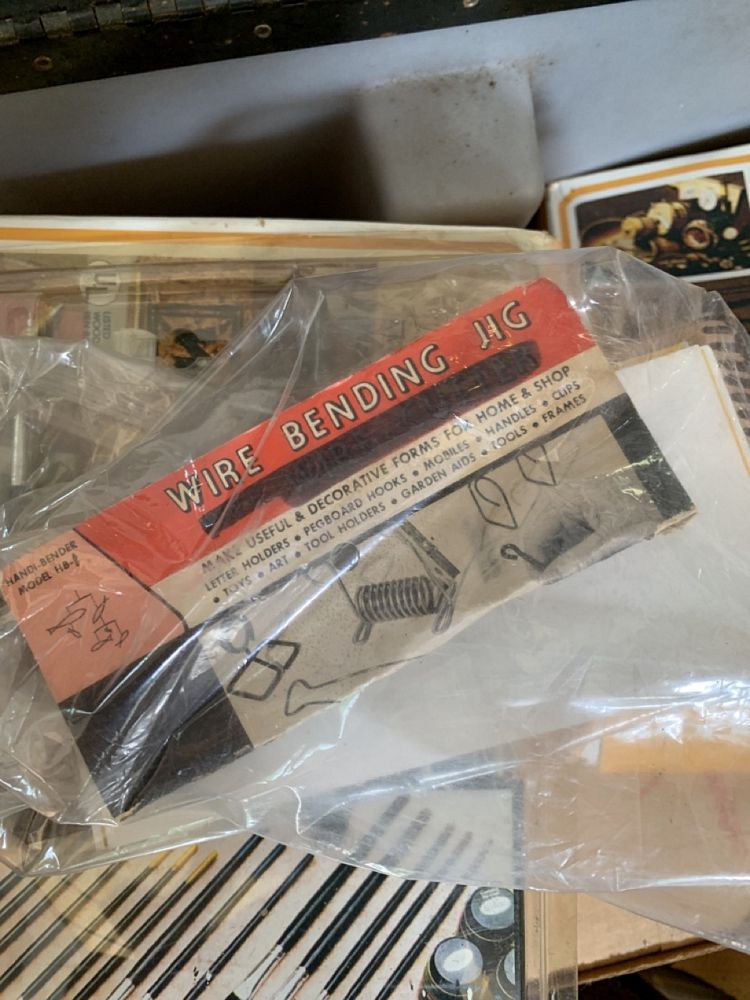 WIRE BENDING JIG
MAKE USEFUL & DECORATIVE FORMS FOR HOME & SHOP
LETTER HOLDERS • PEGBOARD HOOKS • MOBILES • HANDLES • CLIPS
• TOYS • ART • TOOL HOLDERS • GARDEN AIDS • TOOLS • FRAMES
HANDI-BENDER
MODEL HB-1
LISTED